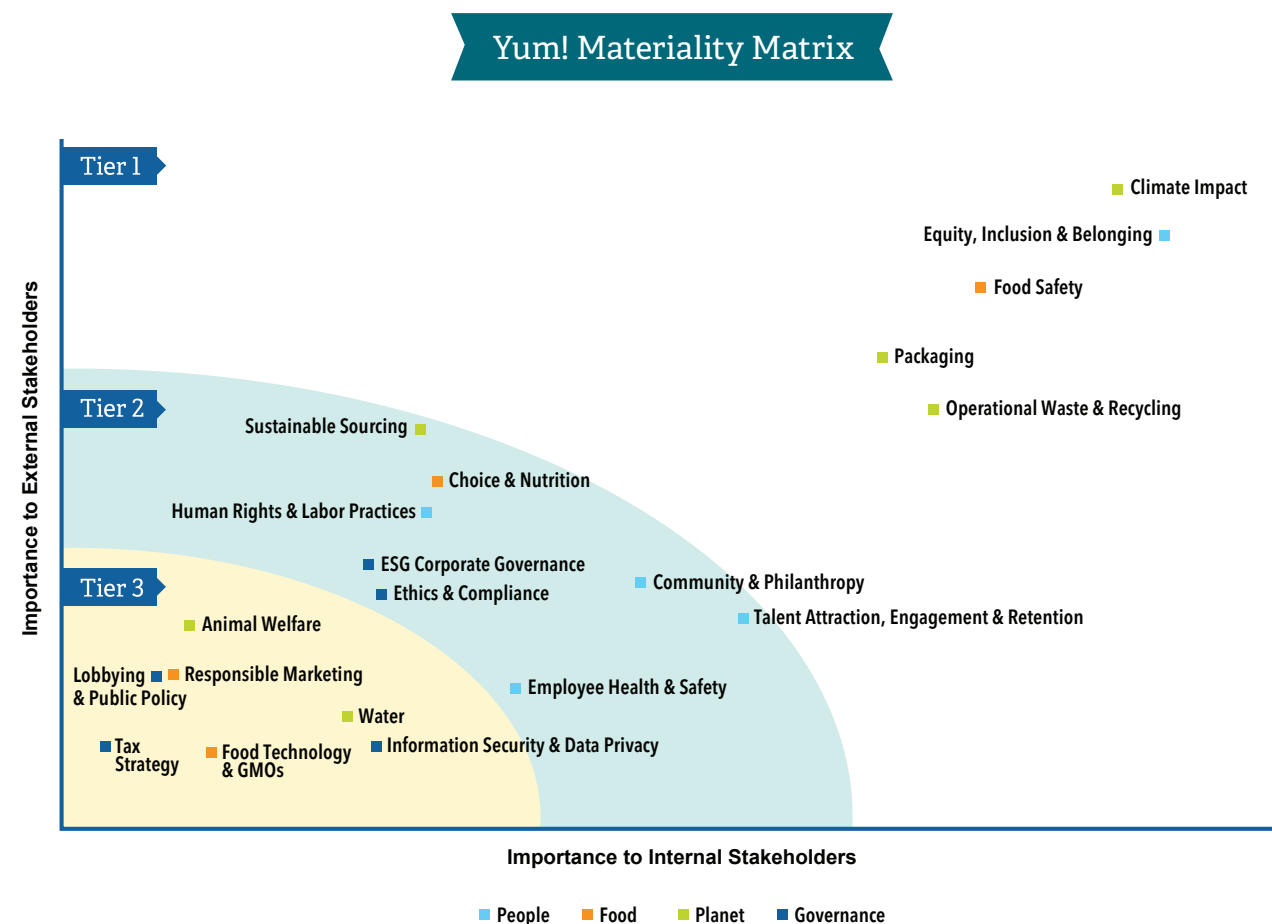 Yum! Materiality Matrix
Tier 1
Climate Impact
Equity, Inclusion & Belonging
Food Safety
Packaging
Operational Waste & Recycling
Tier 2
Sustainable Sourcing
Choice & Nutrition
Human Rights & Labor Practices
ESG Corporate Governance
Ethics & Compliance
Community & Philanthropy
Talent Attraction, Engagement & Retention
Employee Health & Safety
Tier 3
Animal Welfare
Lobbying
& Public Policy
Responsible Marketing
Water
Tax
Strategy
Food Technology
& GMOs
Information Security & Data Privacy
Importance to External Stakeholders
Importance to Internal Stakeholders
People
Food
Planet
Governance